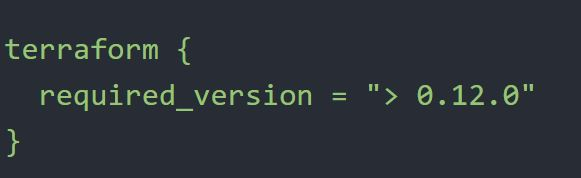 terraform {
  required_version = "> 0.12.0"
}